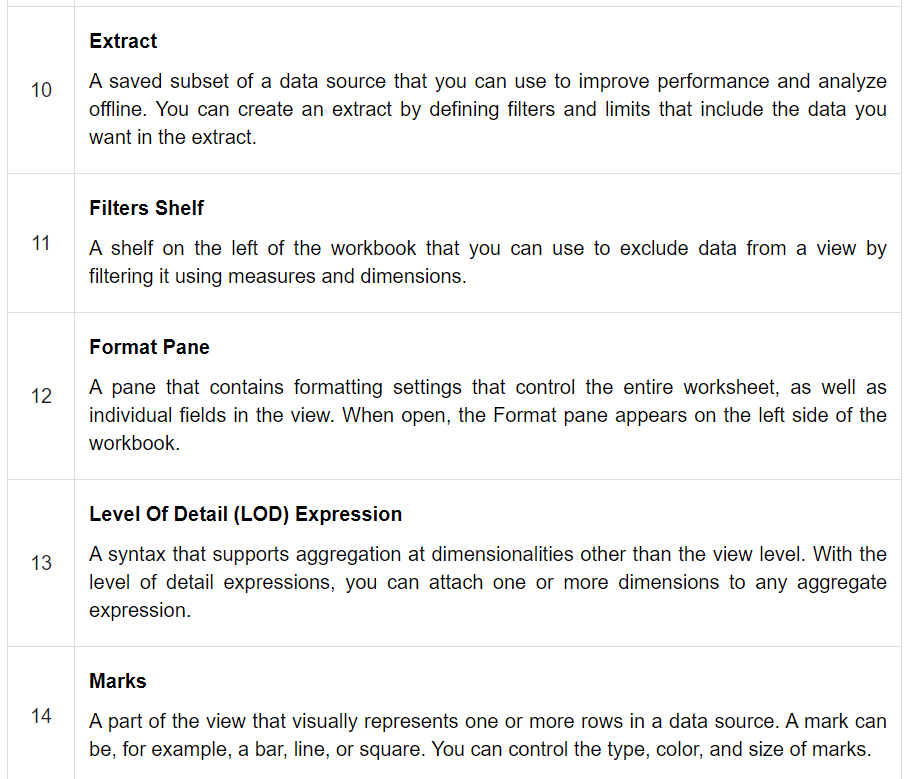 Extract
10
A saved subset of a data source that you can use to improve performance and analyze
offline. You can create an extract by defining filters and limits that include the data you
want in the extract.
Filters Shelf
11
A shelf on the left of the workbook that you can use to exclude data from a view by
filtering it using measures and dimensions.
Format Pane
12
A pane that contains formatting settings that control the entire worksheet, as well as
individual fields in the view. When open, the Format pane appears on the left side of the
workbook.
Level Of Detail (LOD) Expression
13
A syntax that supports aggregation at dimensionalities other than the view level. With the
level of detail expressions, you can attach one or more dimensions to any aggregate
expression.
Marks
14
A part of the view that visually represents one or more rows in a data source. A mark can
be, for example, a bar, line, or square. You can control the type, color, and size of marks.